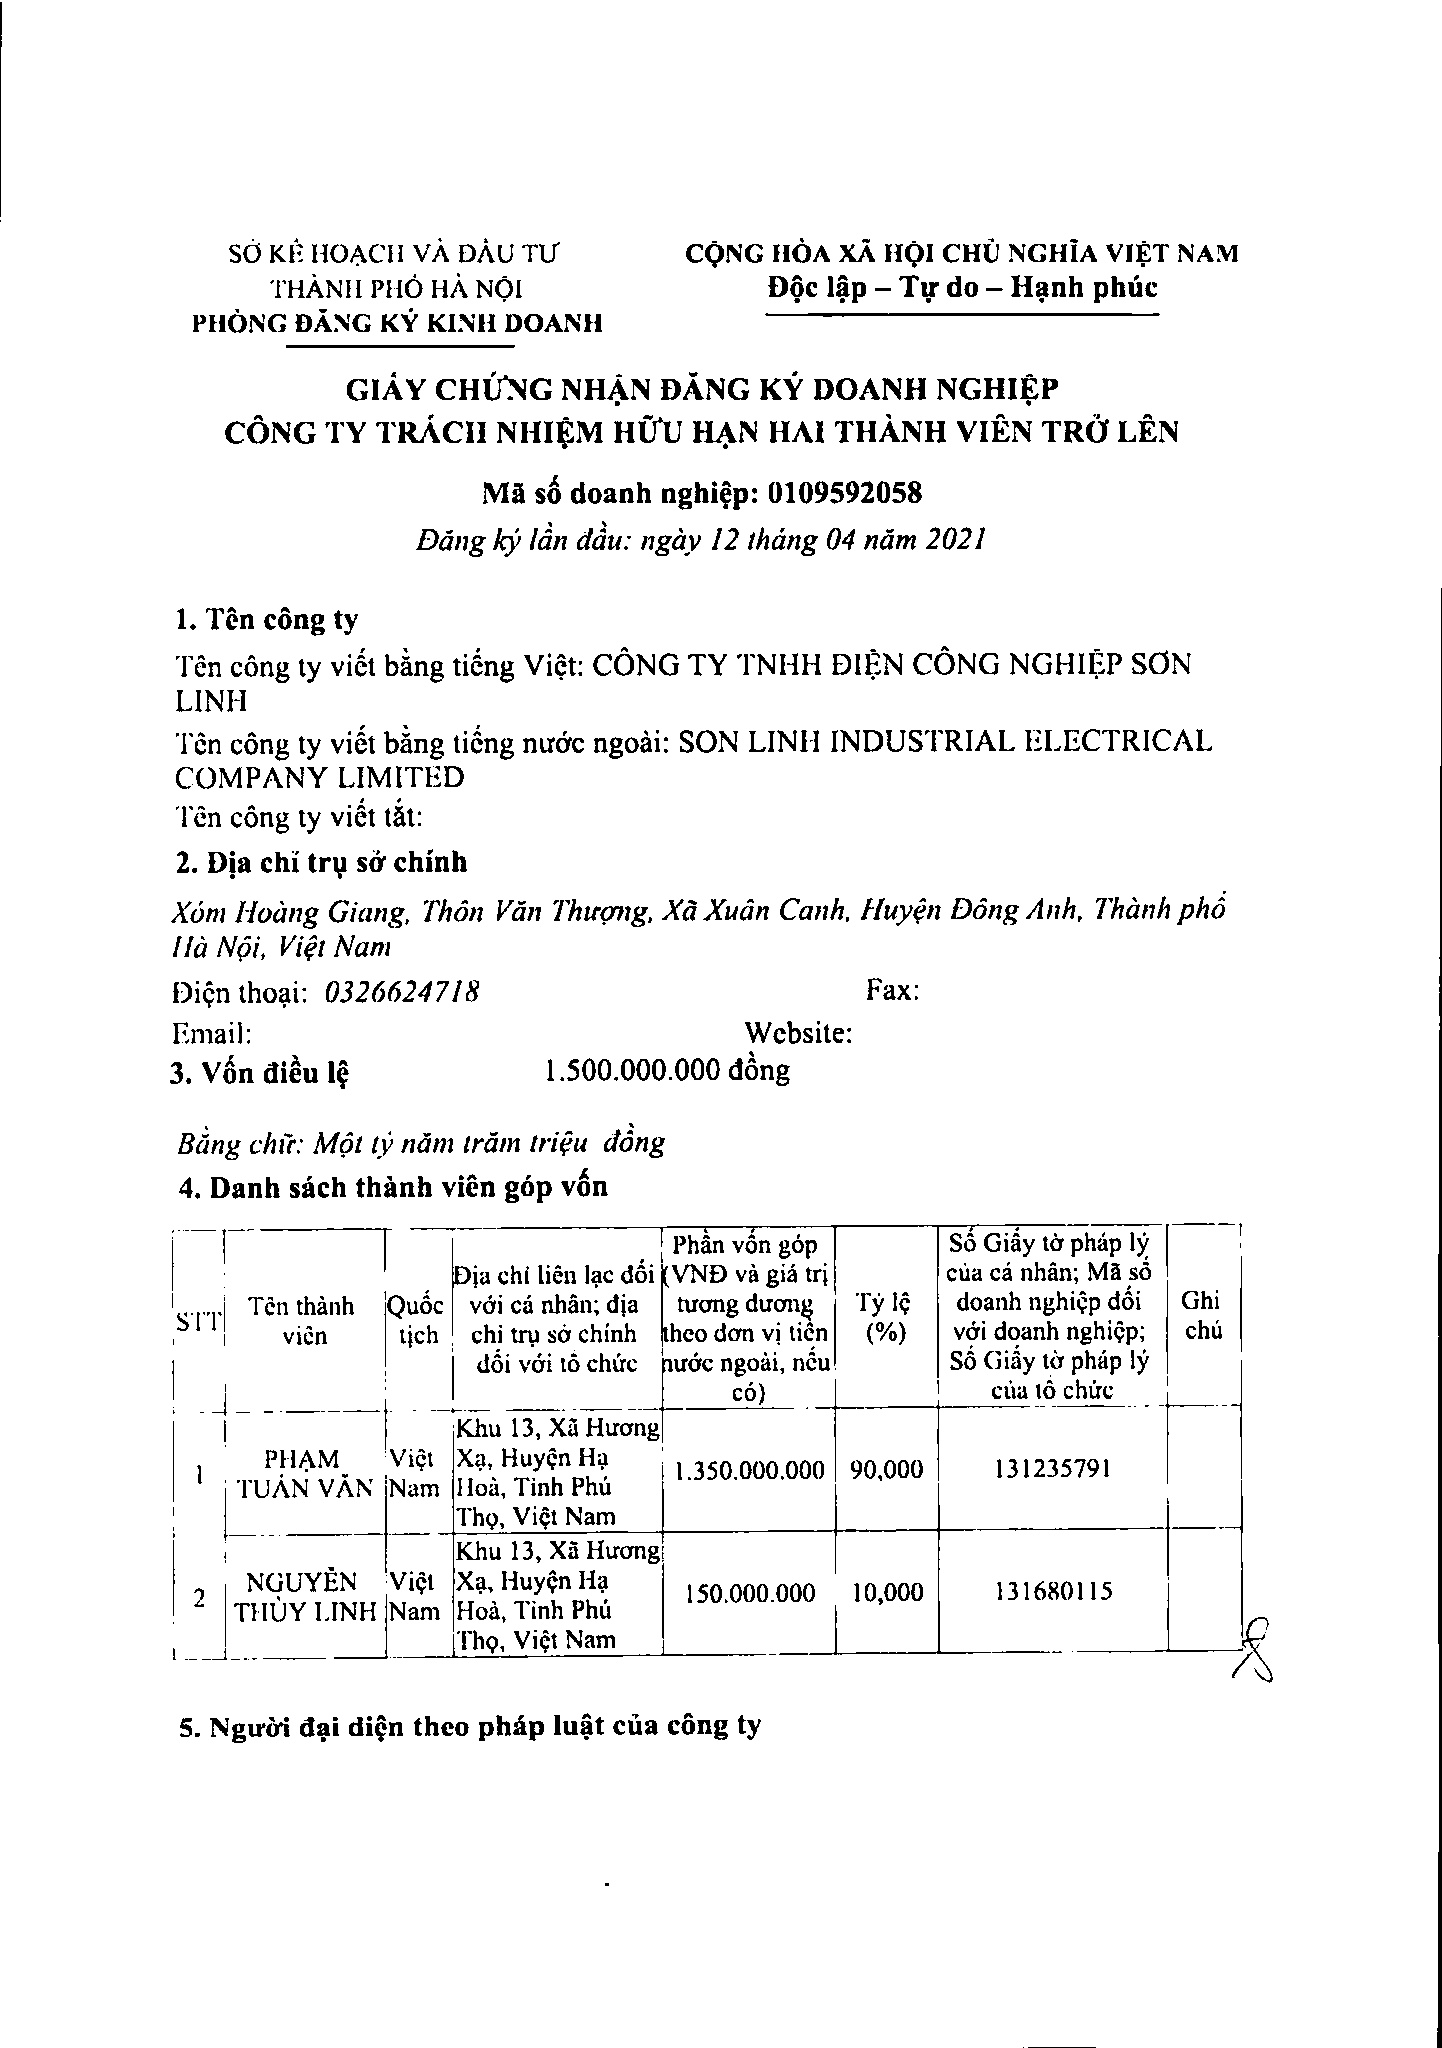 SỞ KẾ HOẠCH VÀ ĐẦU TƯ
THÀNH PHỐ HÀ NỘI
PHÒNG ĐĂNG KÝ KINH DOANH
CỘNG HÒA XÃ HỘI CHỦ NGHĨA VIỆT NAM
Độc lập – Tự do – Hạnh phúc
GIẤY CHỨNG NHẬN ĐĂNG KÝ DOANH NGHIỆP
CÔNG TY TRÁCH NHIỆM HỮU HẠN HAI THÀNH VIÊN TRỞ LÊN
Mã số doanh nghiệp: 0109592058
Đăng ký lần đầu: ngày 12 tháng 04 năm 2021
1. Tên công ty
Tên công ty viết bằng tiếng Việt: CÔNG TY TNHH ĐIỆN CÔNG NGHIỆP SƠN
LINH
Tên công ty viết bằng tiếng nước ngoài: SON LINH INDUSTRIAL ELECTRICAL
COMPANY LIMITED
Tên công ty viết tắt:
2. Địa chỉ trụ sở chính
Xóm Hoàng Giang, Thôn Văn Thượng, Xã Xuân Canh, Huyện Đông Anh, Thành phố
Hà Nội, Việt Nam
Điện thoại: 0326624718 Fax:
Email: Website:
3. Vốn điều lệ 1.500.000.000 đồng
Bằng chữ: Một tỷ năm trăm triệu đồng
4. Danh sách thành viên góp vốn
STT
Tên thành
viên
Quốc
tịch
Địa chỉ liên lạc đối
với cá nhân; địa
chỉ trụ sở chính
đối với tổ chức
Phần vốn góp
(VNĐ và giá trị
tương đương
theo đơn vị tiền
nước ngoài, nếu
có)
Tỷ lệ
(%)
Số Giấy tờ pháp lý
của cá nhân; Mã số
doanh nghiệp đối
với doanh nghiệp;
Số Giấy tờ pháp lý
của tổ chức
Ghi
chú
1
PHẠM
TUẤN VĂN
Việt
Nam
Khu 13, Xã Hương
Xạ, Huyện Hạ
Hoà, Tỉnh Phú
Thọ, Việt Nam
1.350.000.000
90,000
131235791
2
NGUYỄN
THÙY LINH
Việt
Nam
Khu 13, Xã Hương
Xạ, Huyện Hạ
Hoà, Tỉnh Phú
Thọ, Việt Nam
150.000.000
10,000
131680115
5. Người đại diện theo pháp luật của công ty